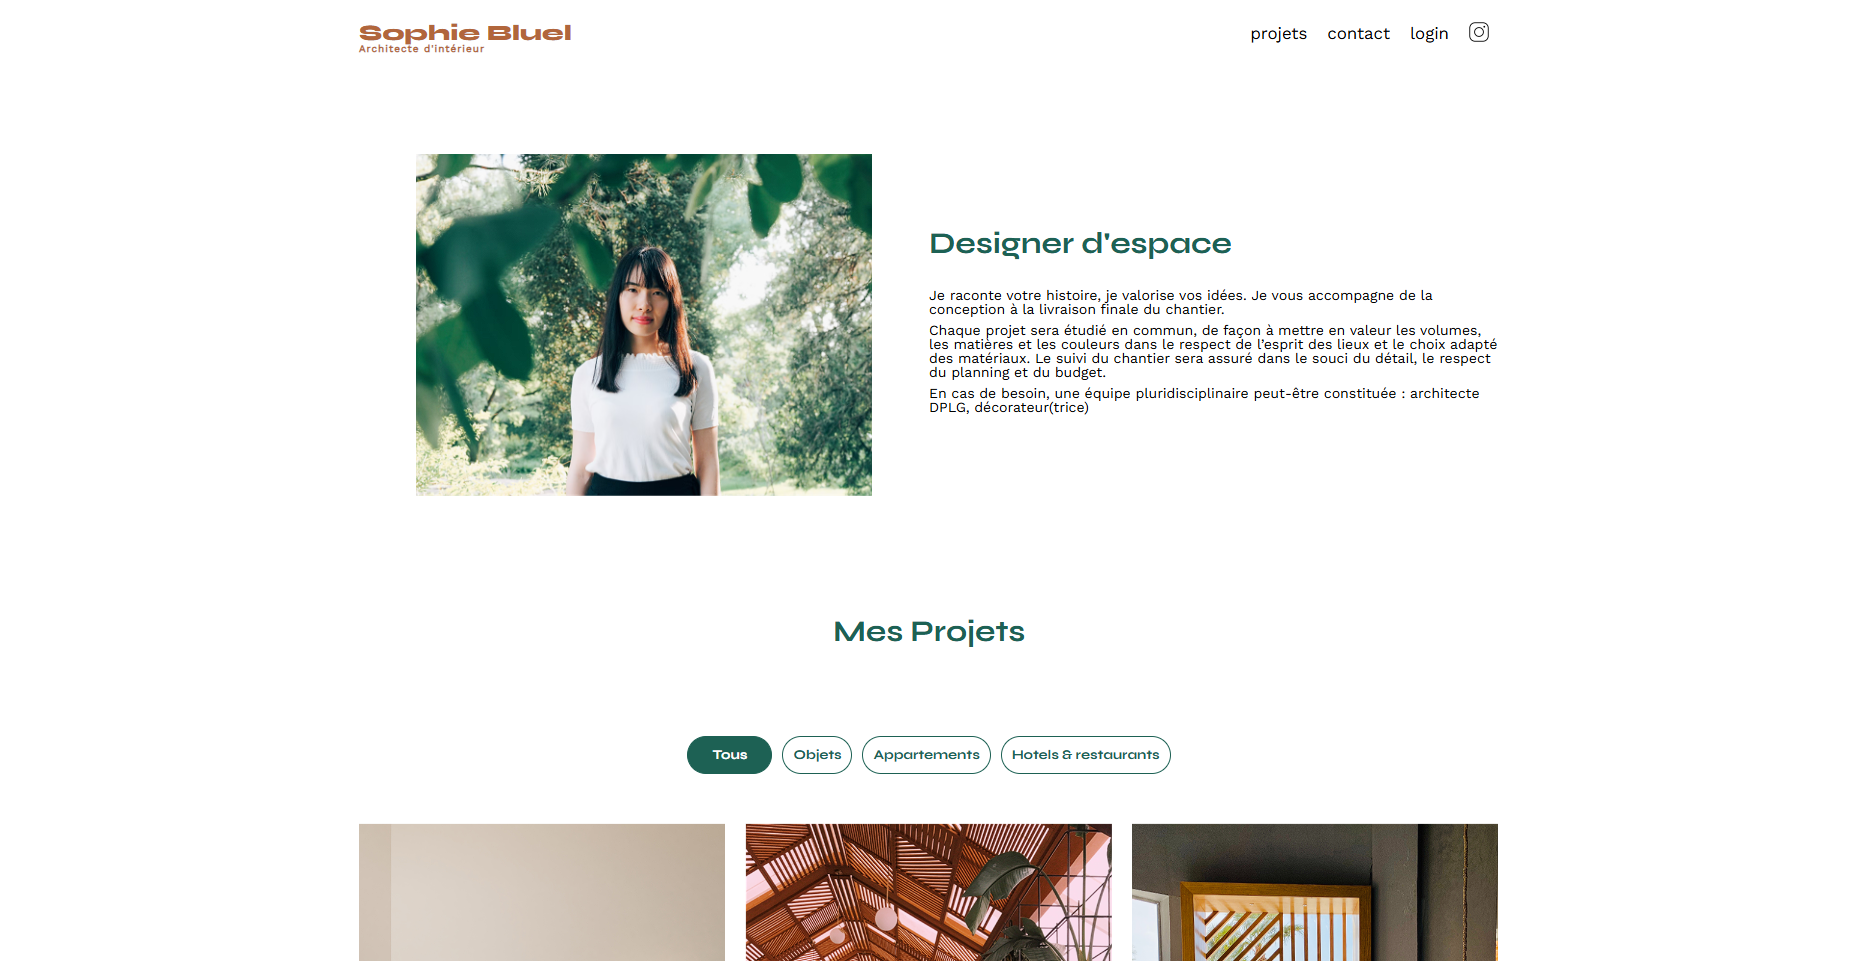 Sophie Bluel
Architecte d'intérieur
projets
contact
login
Designer d'espace
Je raconte votre histoire, je valorise vos idées. Je vous accompagne de la
conception à la livraison finale du chantier.
Chaque projet sera étudié en commun, de façon à mettre en valeur les volumes,
les matières et les couleurs dans le respect de l’esprit des lieux et le choix adapté
des matériaux. Le suivi du chantier sera assuré dans le souci du détail, le respect
du planning et du budget.
En cas de besoin, une équipe pluridisciplinaire peut-être constituée : architecte
DPLG, décorateur(trice)
Mes Projets
Tous
Objets
Appartements
Hotels & restaurants